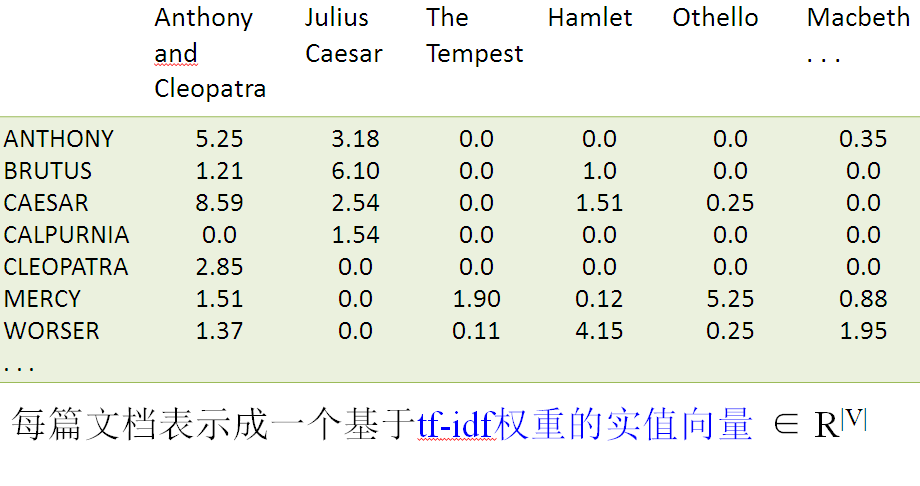 Anthony and Cleopatra Julius Caesar The Tempest Hamlet Othello Macbeth . . .
ANTHONY 5.25 3.18 0.0 0.0 0.0 0.35
BRUTUS 1.21 6.10 0.0 1.0 0.0 0.0
CAESAR 8.59 2.54 0.0 1.51 0.25 0.0
CALPURNIA 0.0 1.54 0.0 0.0 0.0 0.0
CLEOPATRA 2.85 0.0 0.0 0.0 0.0 0.0
MERCY 1.51 0.0 1.90 0.12 5.25 0.88
WORSER 1.37 0.0 0.11 4.15 0.25 1.95
. . .
每篇文档表示成一个基于tf-idf权重的实值向量 ∈ R|V|